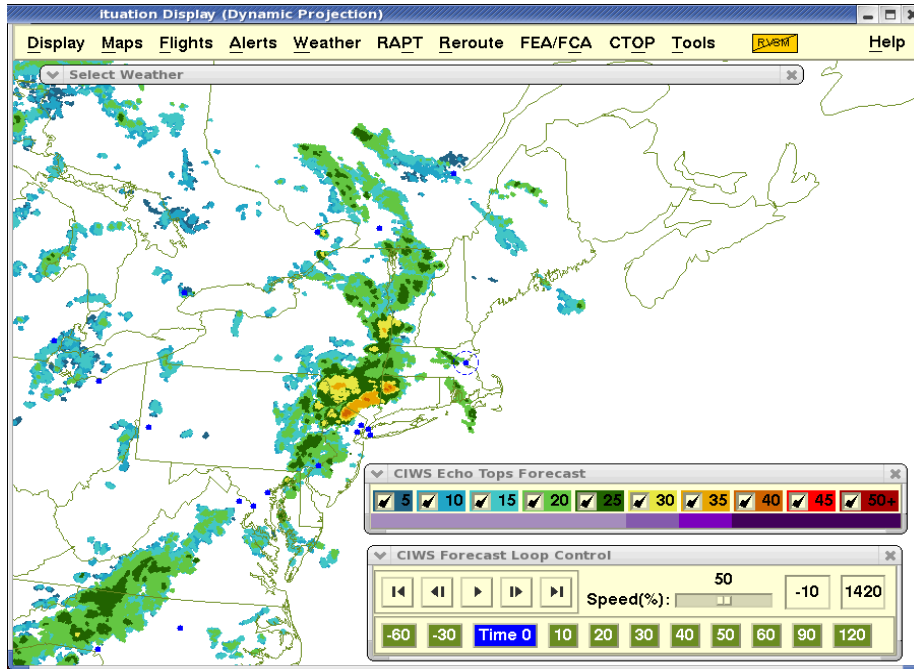 ituation Display (Dynamic Projection)
Display Maps Flights Alerts Weather RAPT Reroute FEA/FCA CTOP Tools RVSM Help
Select Weather
CIWS Echo Tops Forecast
5 10 15 20 25 30 35 40 45 50+
CIWS Forecast Loop Control
50
Speed(%): -10 1420
-60 -30 Time 0 10 20 30 40 50 60 90 120